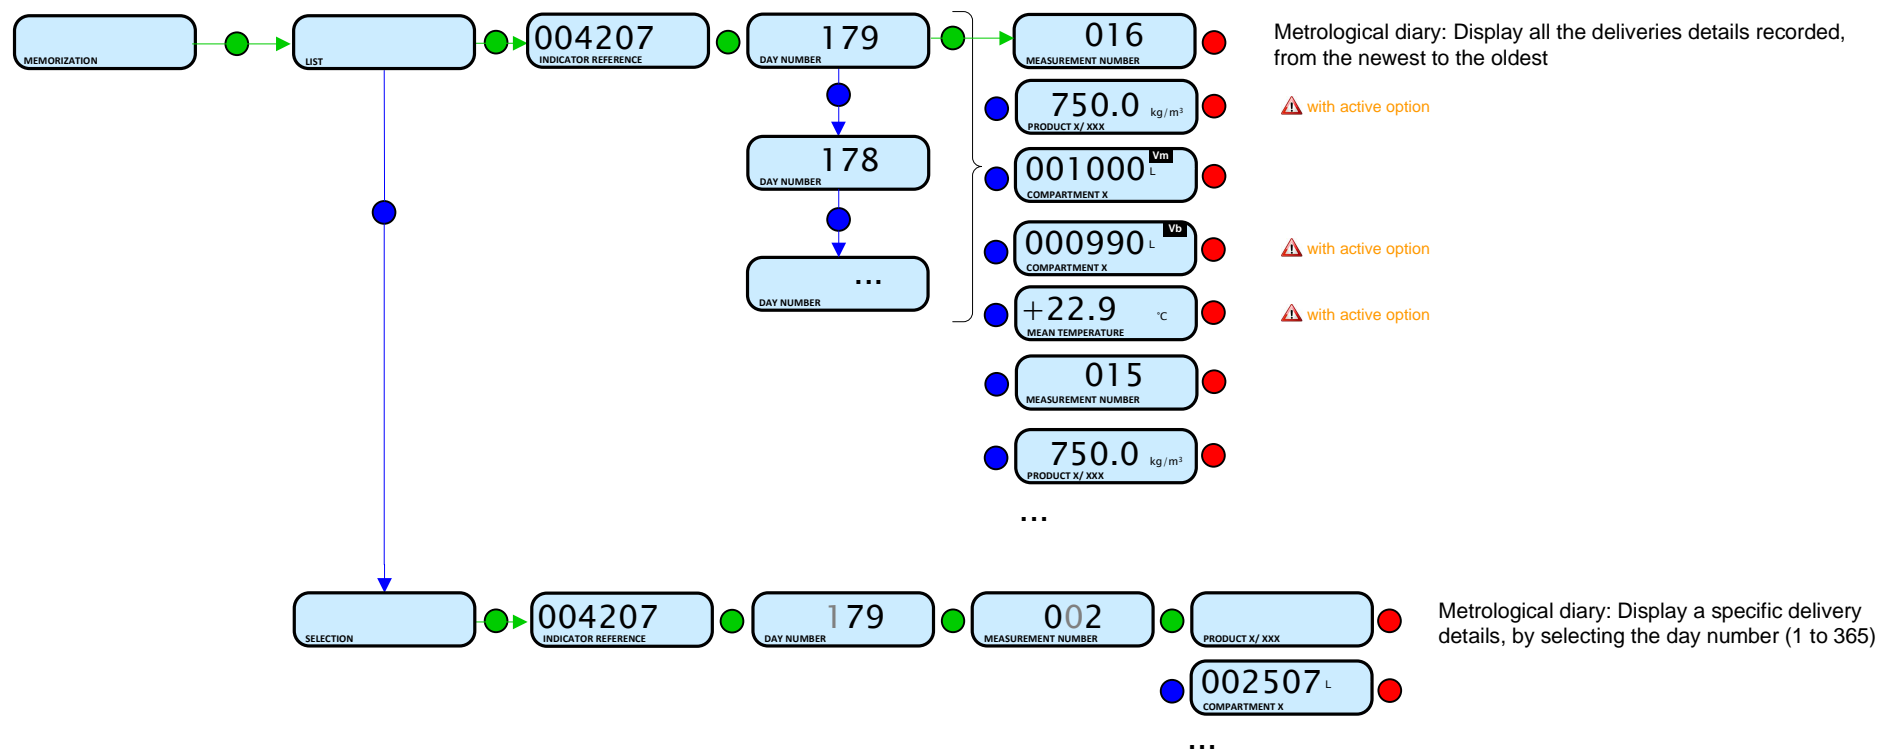 MEMORIZATION
LIST
004207
INDICATOR REFERENCE
179
DAY NUMBER
016
MEASUREMENT NUMBER
Metrological diary: Display all the deliveries details recorded,
from the newest to the oldest
750.0 kg/m³
PRODUCT X/ XXX
with active option
178
DAY NUMBER
Vm
001000 L
COMPARTMENT X
Vb
000990 L
COMPARTMENT X
with active option
...
DAY NUMBER
+22.9 °C
MEAN TEMPERATURE
with active option
015
MEASUREMENT NUMBER
750.0 kg/m³
PRODUCT X/ XXX
...
SELECTION
004207
INDICATOR REFERENCE
179
DAY NUMBER
002
MEASUREMENT NUMBER
PRODUCT X/ XXX
Metrological diary: Display a specific delivery
details, by selecting the day number (1 to 365)
002507 L
COMPARTMENT X
...